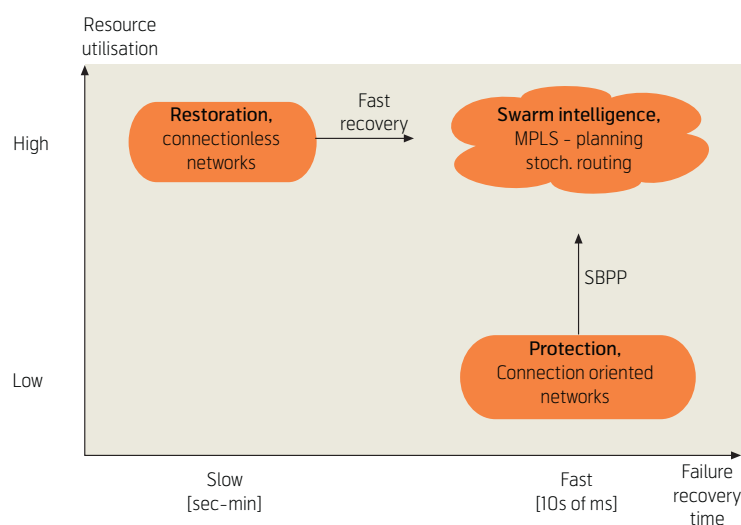 Resource
utilisation
High
Restoration,
connectionless
networks
Fast
recovery
Swarm intelligence,
MPLS - planning
stoch. routing
SBPP
Low
Protection,
Connection oriented
networks
Slow
[sec-min]
Fast
[10s of ms]
Failure
recovery
time